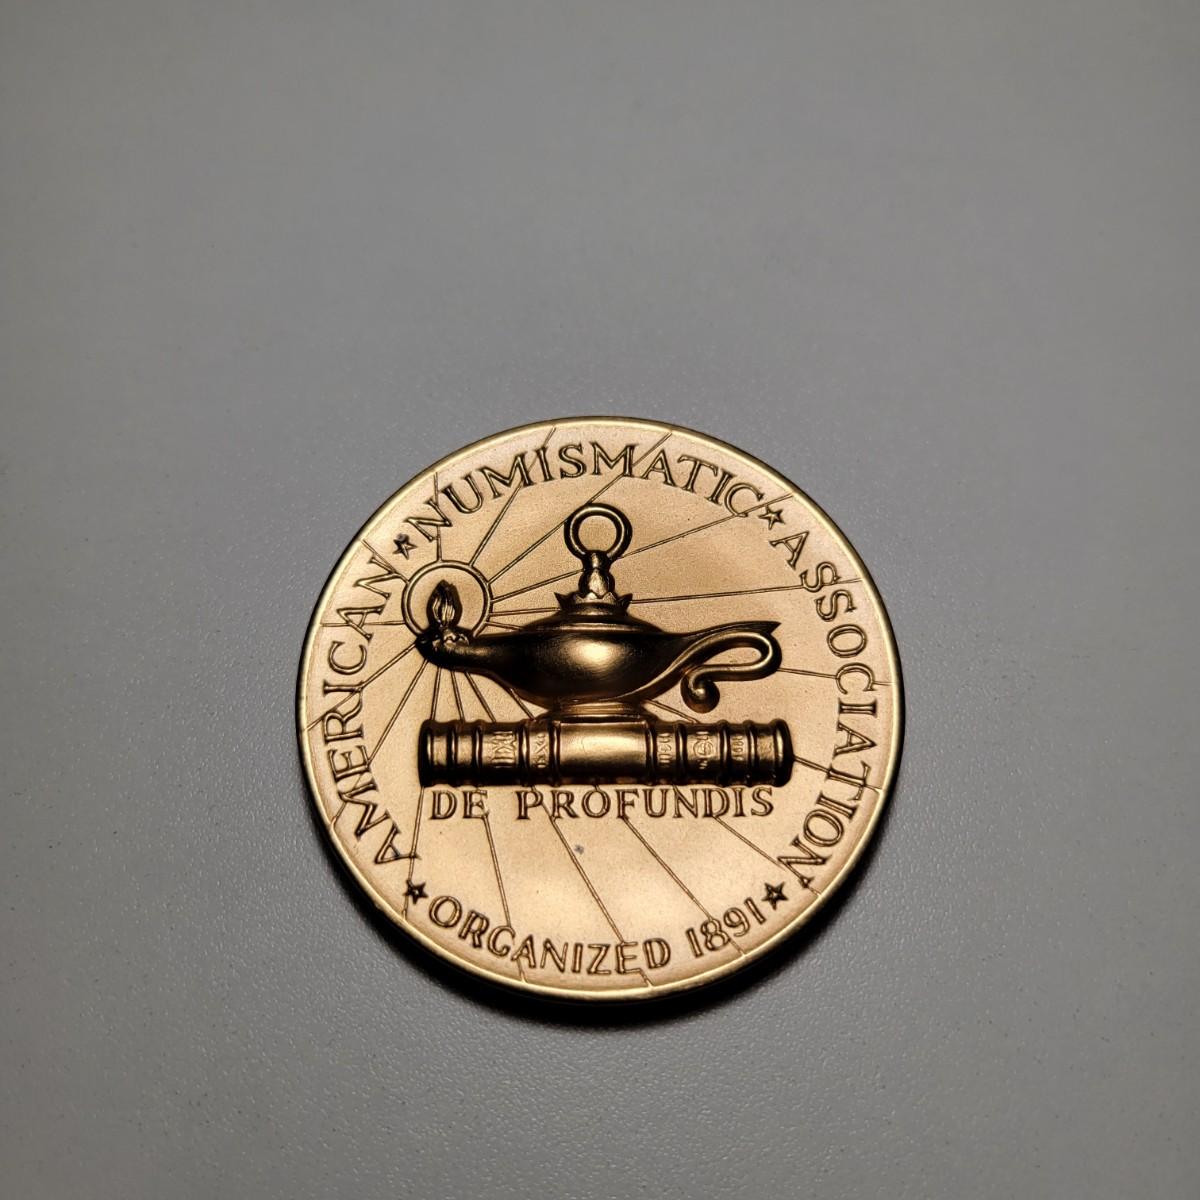 AMERICAN ★ NUMISMATIC ★ ASSOCIATION
DE PROFUNDIS
★ ORGANIZED 1891 ★